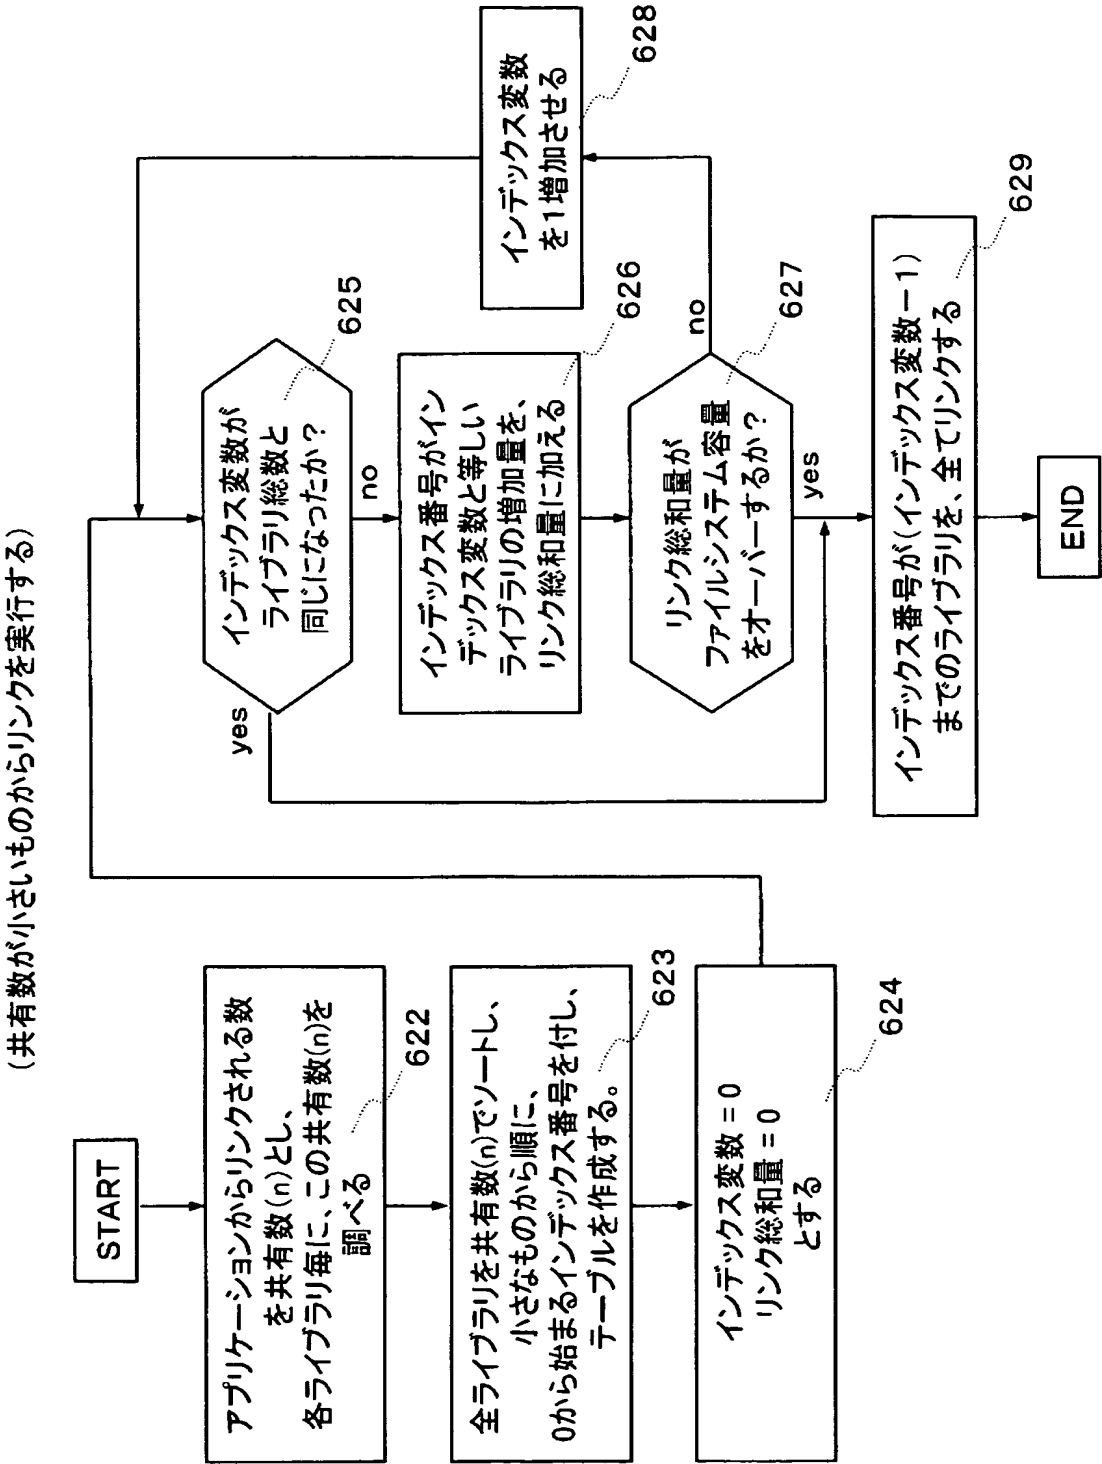 (共有数が小さいものからリンクを実行する)
START
アプリケーションからリンクされる数
を共有数(n)とし、
各ライブラリ毎に、この共有数(n)を
調べる
622
全ライブラリを共有数(n)でソートし、
小さなものから順に、
0から始まるインデックス番号を付し、
テーブルを作成する。
623
インデックス変数=0
リンク総和量=0
とする
624
インデックス変数が
ライブラリ総数と
同じになったか?
625
yes
no
インデックス番号がイン
デックス変数と等しい
ライブラリの増加量を、
リンク総和量に加える
626
リンク総和量が
ファイルシステム容量
をオーバーするか?
627
no
yes
インデックス変数
を1増加させる
628
インデックス番号が(インデックス変数-1)
までのライブラリを、全てリンクする
629
END